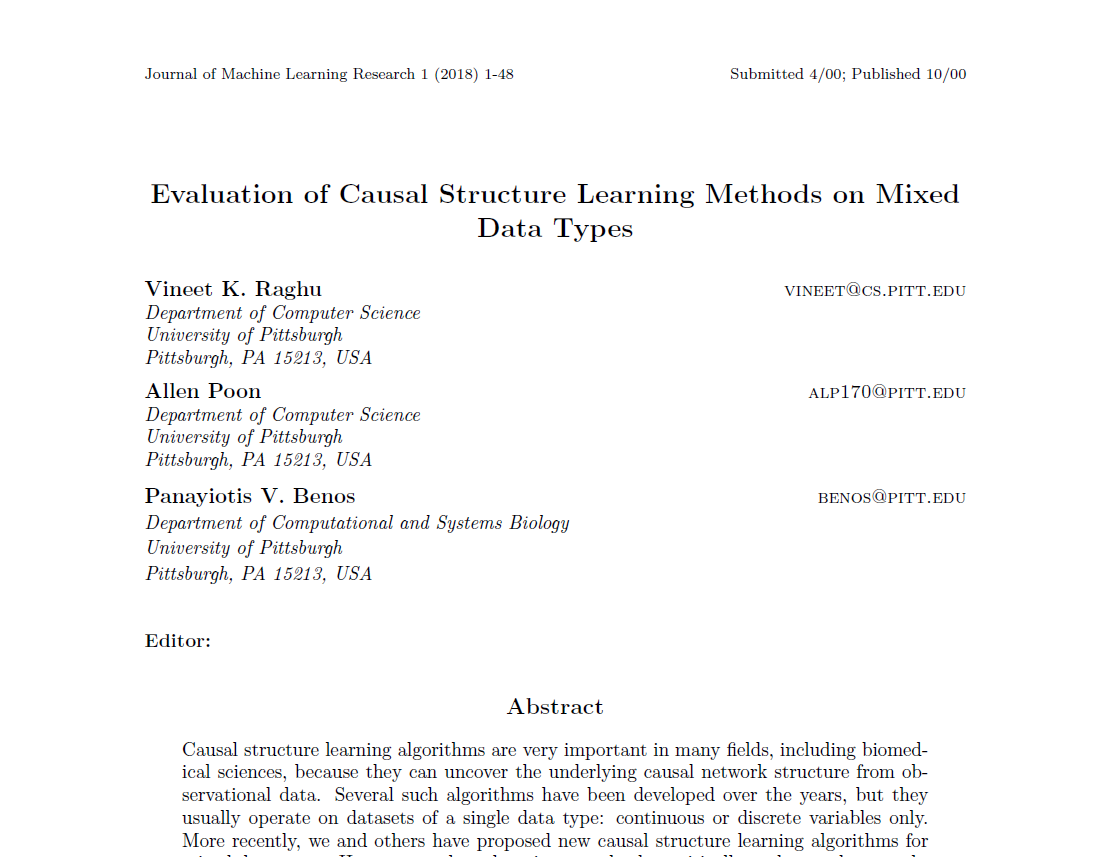 Journal of Machine Learning Research 1 (2018) 1-48 Submitted 4/00; Published 10/00
Evaluation of Causal Structure Learning Methods on Mixed
Data Types
Vineet K. Raghu VINEET@CS.PITT.EDU
Department of Computer Science
University of Pittsburgh
Pittsburgh, PA 15213, USA
Allen Poon ALP170@PITT.EDU
Department of Computer Science
University of Pittsburgh
Pittsburgh, PA 15213, USA
Panayiotis V. Benos BENOS@PITT.EDU
Department of Computational and Systems Biology
University of Pittsburgh
Pittsburgh, PA 15213, USA
Editor:
Abstract
Causal structure learning algorithms are very important in many fields, including biomed-
ical sciences, because they can uncover the underlying causal network structure from ob-
servational data. Several such algorithms have been developed over the years, but they
usually operate on datasets of a single data type: continuous or discrete variables only.
More recently, we and others have proposed new causal structure learning algorithms for